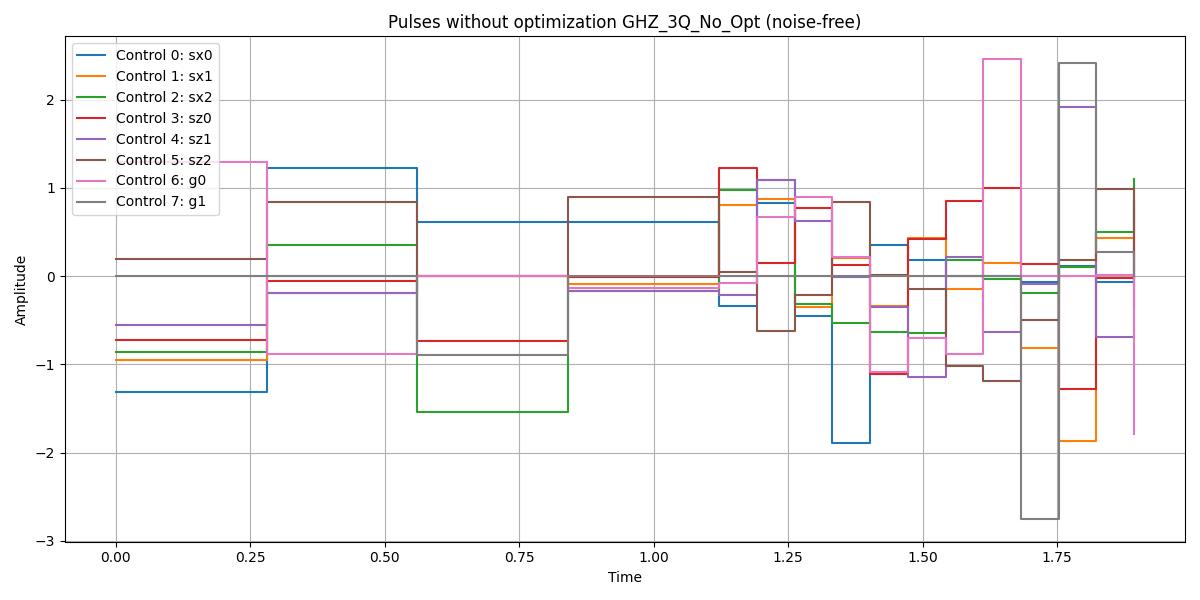 Pulses without optimization GHZ_3Q_No_Opt (noise-free)
Control 0: sx0
Control 1: sx1
Control 2: sx2
Control 3: sz0
Control 4: sz1
Control 5: sz2
Control 6: g0
Control 7: g1
2
1
0
−1
−2
−3
Amplitude
0.00 0.25 0.50 0.75 1.00 1.25 1.50 1.75
Time